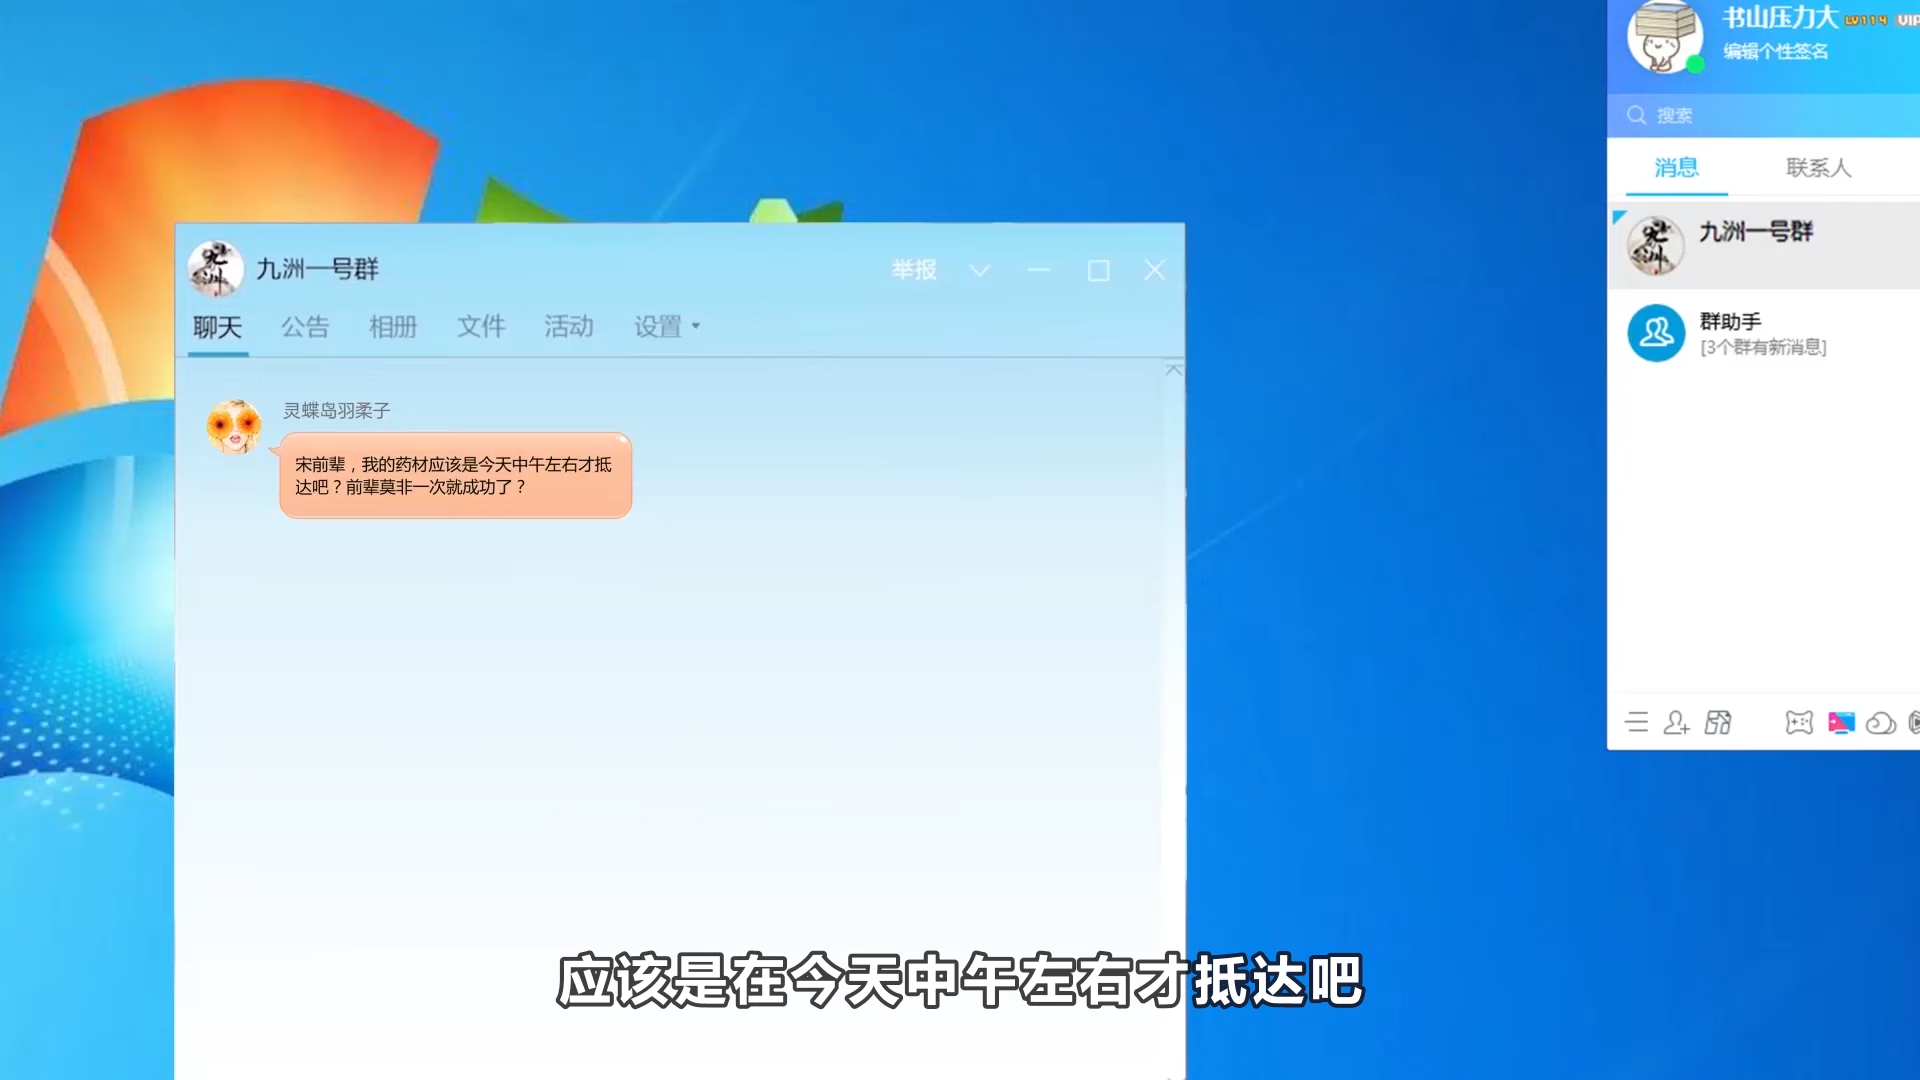 书山压力大 LV114 VIP
编辑个性签名
搜索
消息 联系人
九洲一号群
群助手
[3个群有新消息]
九洲
九洲一号群
举报
聊天 公告 相册 文件 活动 设置
灵蝶岛羽柔子
宋前辈，我的药材应该是今天中午左右才抵
达吧？前辈莫非一次就成功了？
应该是在今天中午左右才抵达吧